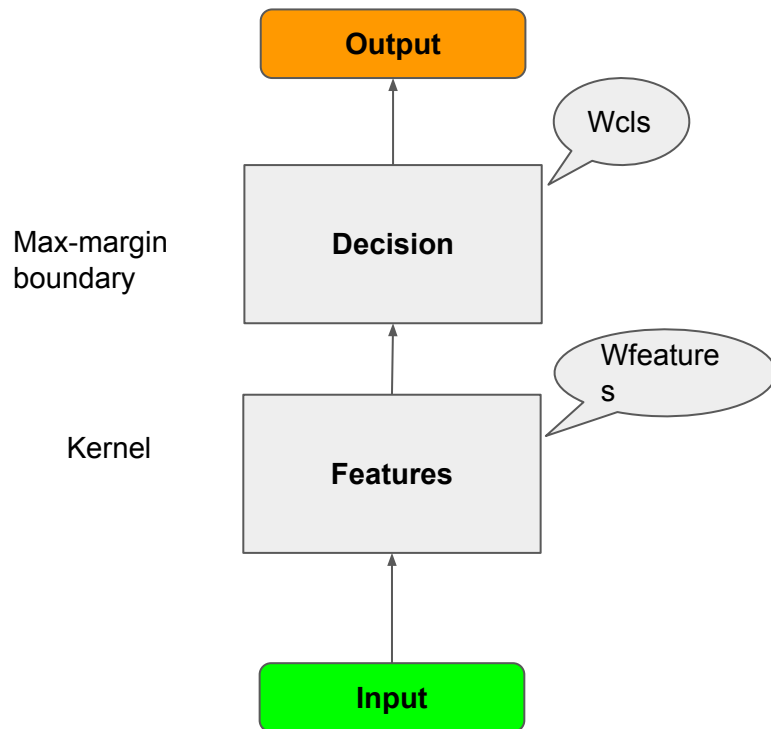 Output
Wcls
Max-margin
boundary
Decision
Wfeature
s
Kernel
Features
Input